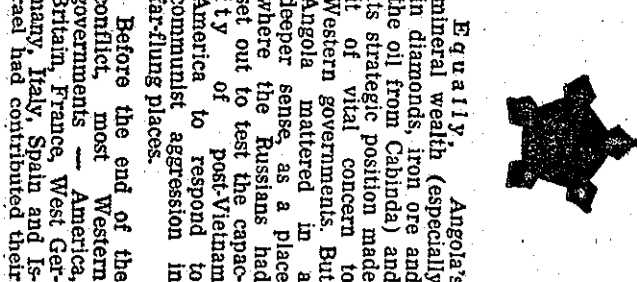 Equally, Angola's
mineral wealth (especially
in diamonds, iron ore and
the oil from Cabinda) and
its strategic position made
it of vital concern to
Western governments. But
Angola mattered in a
deeper sense, as a place
where the Russians had
set out to test the capac-
ity of post-Vietnam
America to respond to
communist aggression in
far-flung places.
Before the end of the
conflict, most Western
governments — America,
Britain, France, West Ger-
many, Italy, Spain and Is-
rael had contributed their